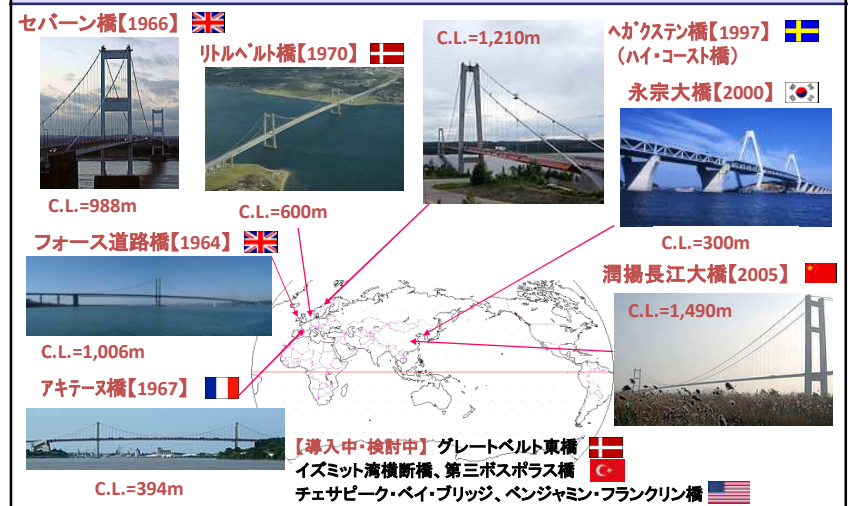 セバーン橋【1966】
リトルベルト橋【1970】
C.L.=1,210m
ヘガクステン橋【1997】
（ハイ・コースト橋）
永宗大橋【2000】
C.L.=988m
C.L.=600m
C.L.=300m
フォース道路橋【1964】
潤揚長江大橋【2005】
C.L.=1,490m
C.L.=1,006m
アキテーヌ橋【1967】
C.L.=394m
【導入中・検討中】 グレートベルト東橋
イズミット湾横断橋、第三ボスポラス橋
チェサピーク・ベイ・ブリッジ、ベンジャミン・フランクリン橋